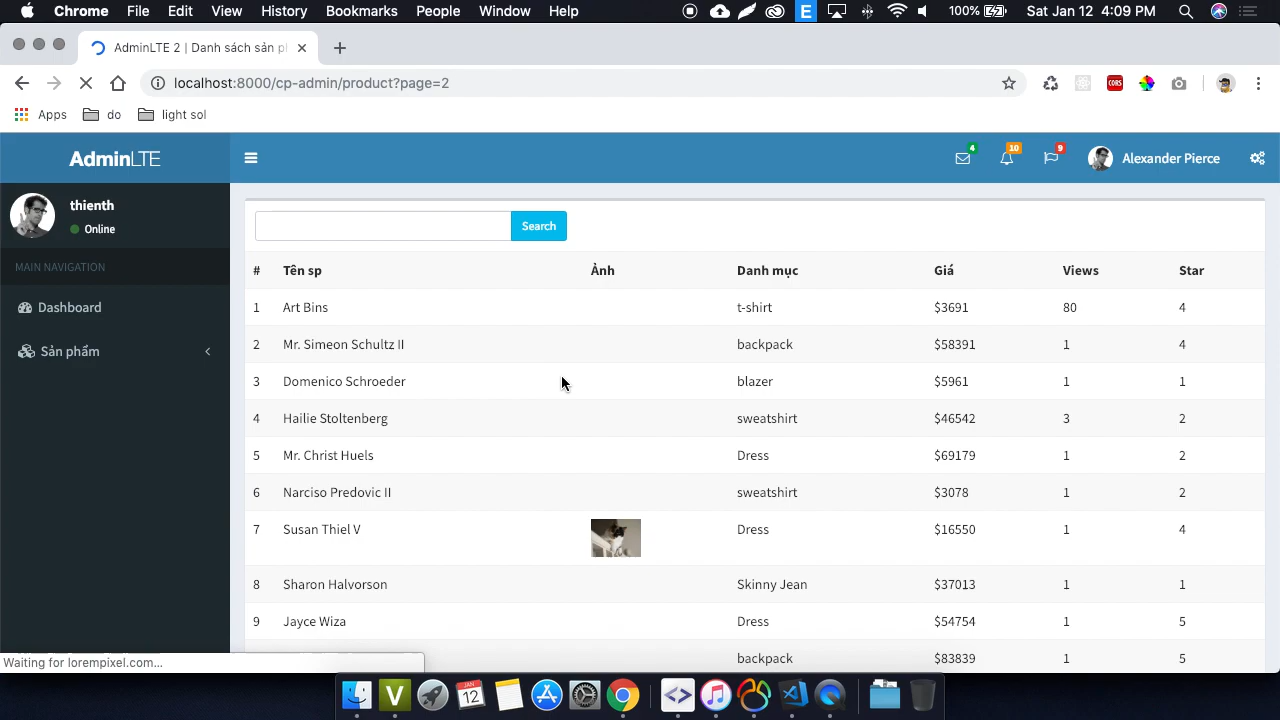 Chrome File Edit View History Bookmarks People Window Help E 100% Sat Jan 12 4:09 PM
AdminLTE 2 | Danh sách sản p
localhost:8000/cp-admin/product?page=2 CORS
Apps do light sol
AdminLTE 4 10 9 Alexander Pierce
thienth
Online
Search
MAIN NAVIGATION
# Tên sp Ảnh Danh mục Giá Views Star
Dashboard
1 Art Bins t-shirt $3691 80 4
Sản phẩm
2 Mr. Simeon Schultz II backpack $58391 1 4
3 Domenico Schroeder blazer $5961 1 1
4 Hailie Stoltenberg sweatshirt $46542 3 2
5 Mr. Christ Huels Dress $69179 1 2
6 Narciso Predovic II sweatshirt $3078 1 2
7 Susan Thiel V Dress $16550 1 4
8 Sharon Halvorson Skinny Jean $37013 1 1
9 Jayce Wiza Dress $54754 1 5
backpack $83839 1 5
Waiting for lorempixel.com...
V JAN 12